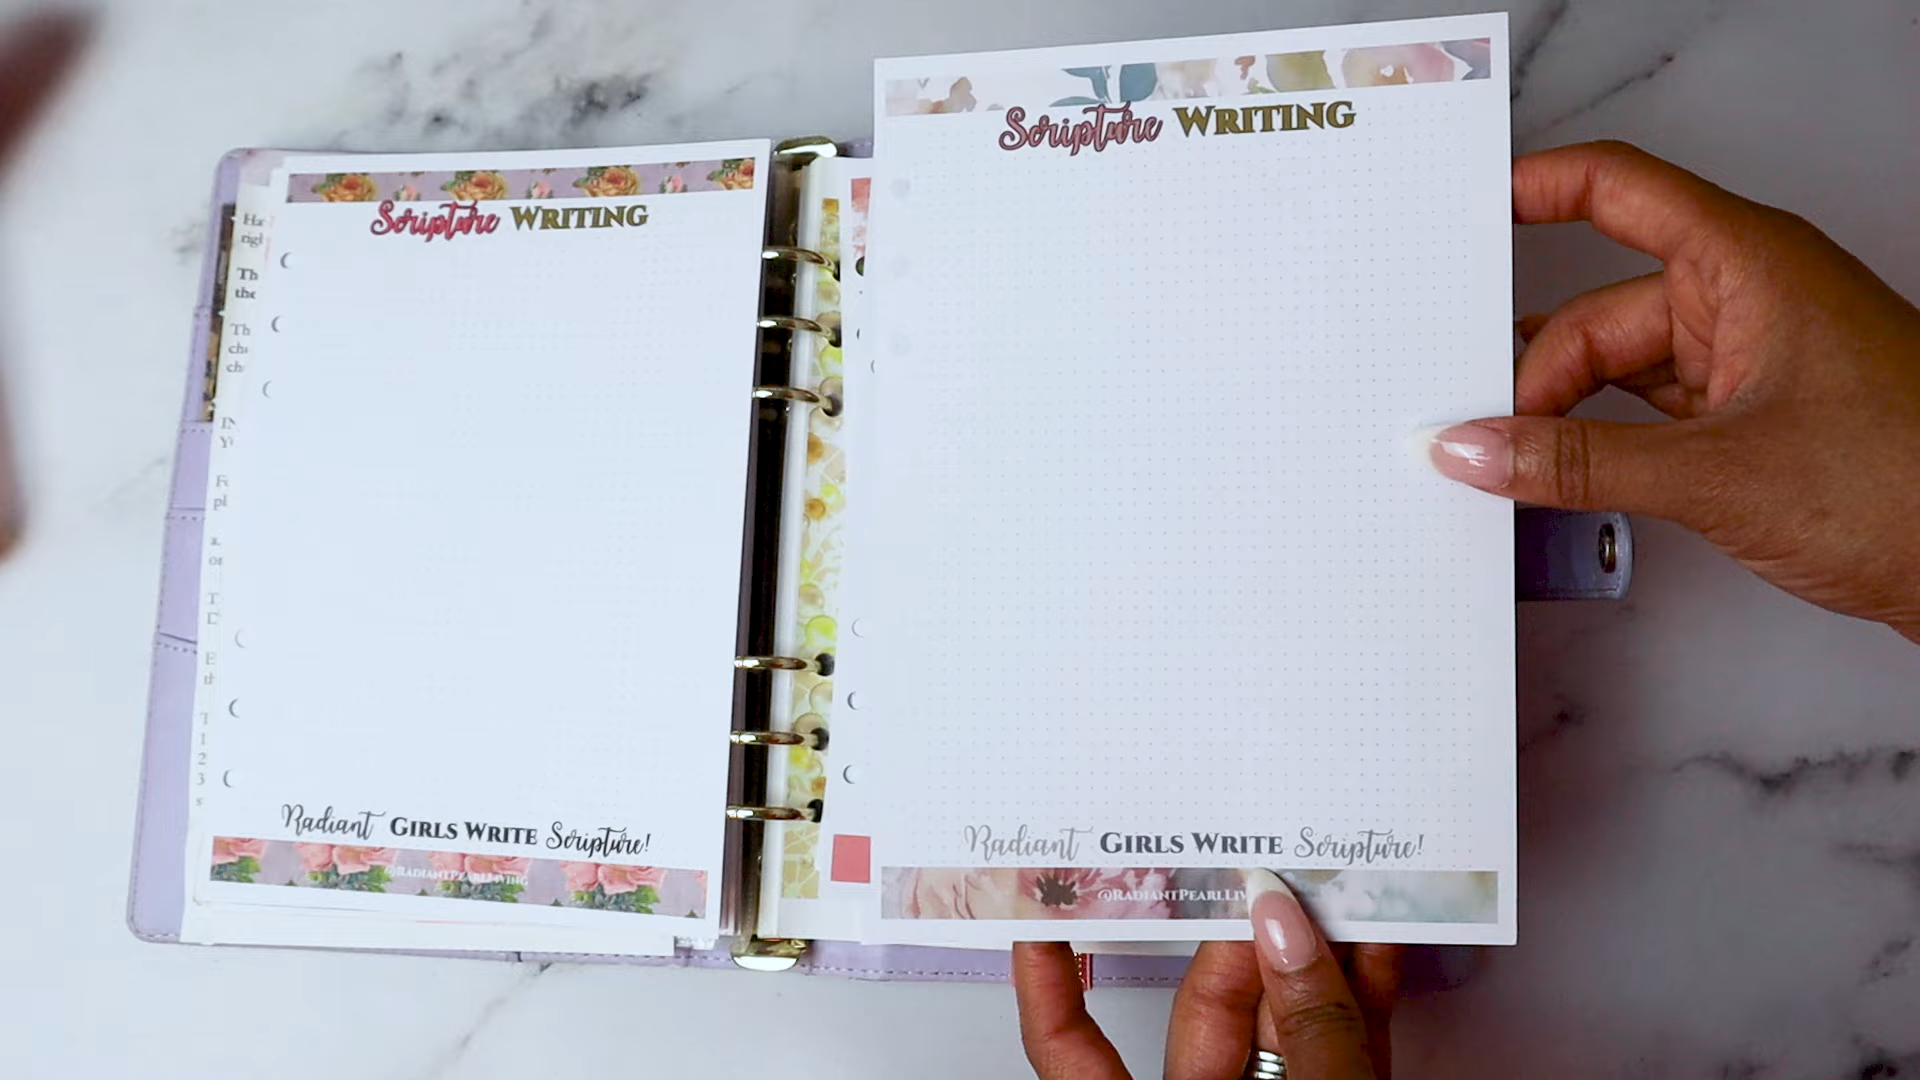 Scripture WRITING
Radiant GIRLS WRITE Scripture!
@RADIANTPEARLLIVING
Scripture WRITING
Radiant GIRLS WRITE Scripture!